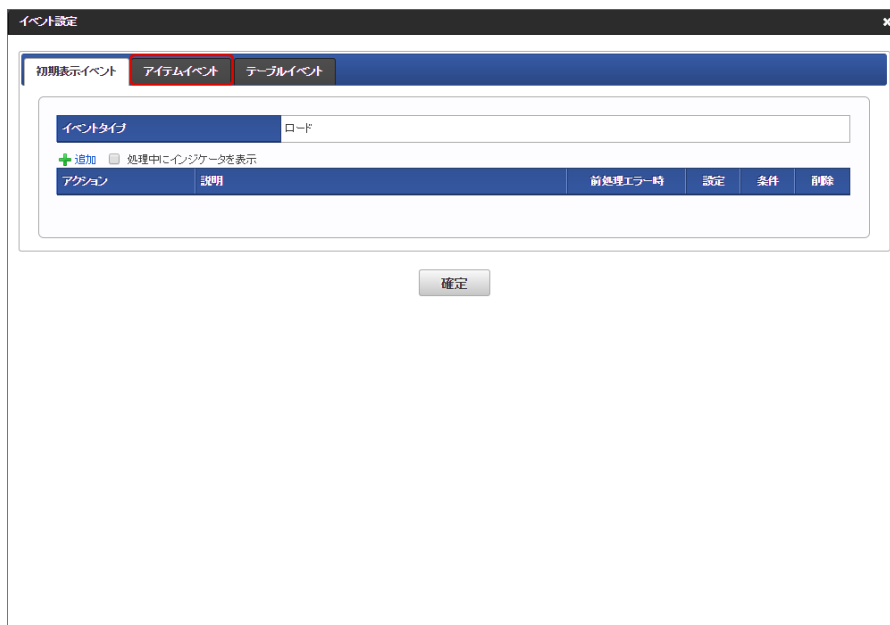 イベント設定
初期表示イベント アイテムイベント テーブルイベント
イベントタイプ ロード
追加 処理中にインジケータを表示
アクション 説明 前処理エラー時 設定 条件 削除
確定